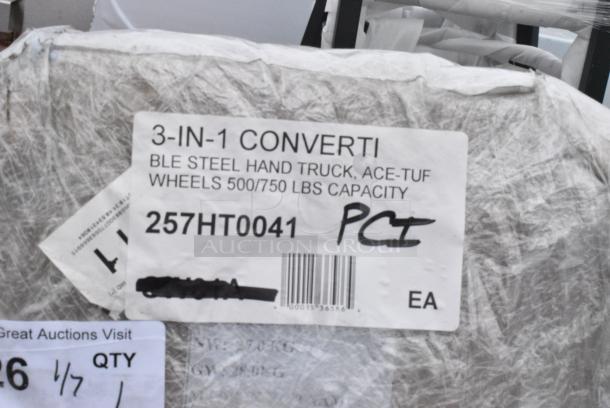 3-IN-1 CONVERTI
BLE STEEL HAND TRUCK, ACE-TUF
WHEELS 500/750 LBS CAPACITY
257HT0041 PCI
AUCTION GROUP
EA
Great Auctions Visit
26 1/7 QTY
1